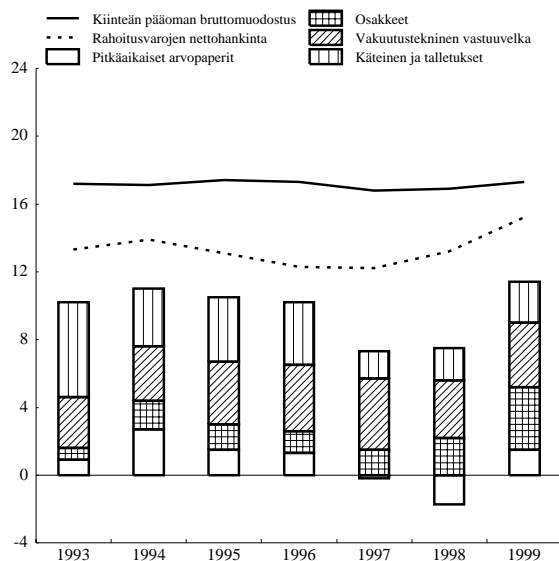 Kiinteän pääoman bruttomuodostus
Rahoitusvarojen nettohankinta
Pitkäaikaiset arvopaperit
Osakkeet
Vakuutustekninen vastuuvelka
Käteinen ja talletukset
24
20
16
12
8
4
0
-4
1993 1994 1995 1996 1997 1998 1999